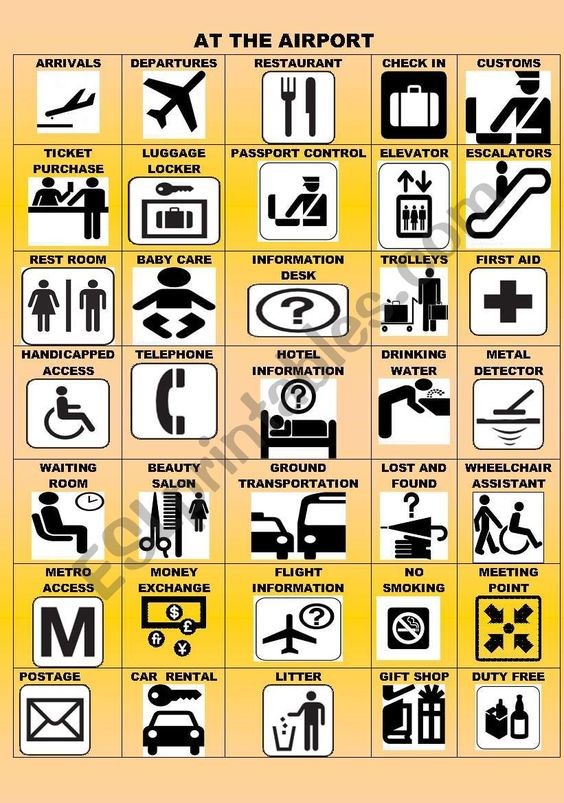 AT THE AIRPORT
ARRIVALS
DEPARTURES
RESTAURANT
CHECK IN
CUSTOMS
TICKET
PURCHASE
LUGGAGE
LOCKER
PASSPORT CONTROL
ELEVATOR
ESCALATORS
REST ROOM
BABY CARE
INFORMATION
DESK
?
TROLLEYS
FIRST AID
HANDICAPPED
ACCESS
TELEPHONE
HOTEL
INFORMATION
?
DRINKING
WATER
METAL
DETECTOR
WAITING
ROOM
BEAUTY
SALON
GROUND
TRANSPORTATION
LOST AND
FOUND
?
WHEELCHAIR
ASSISTANT
METRO
ACCESS
M
MONEY
EXCHANGE
$
£
Fr
¥
FLIGHT
INFORMATION
?
NO
SMOKING
MEETING
POINT
POSTAGE
CAR RENTAL
LITTER
GIFT SHOP
DUTY FREE
ESLprintables.com